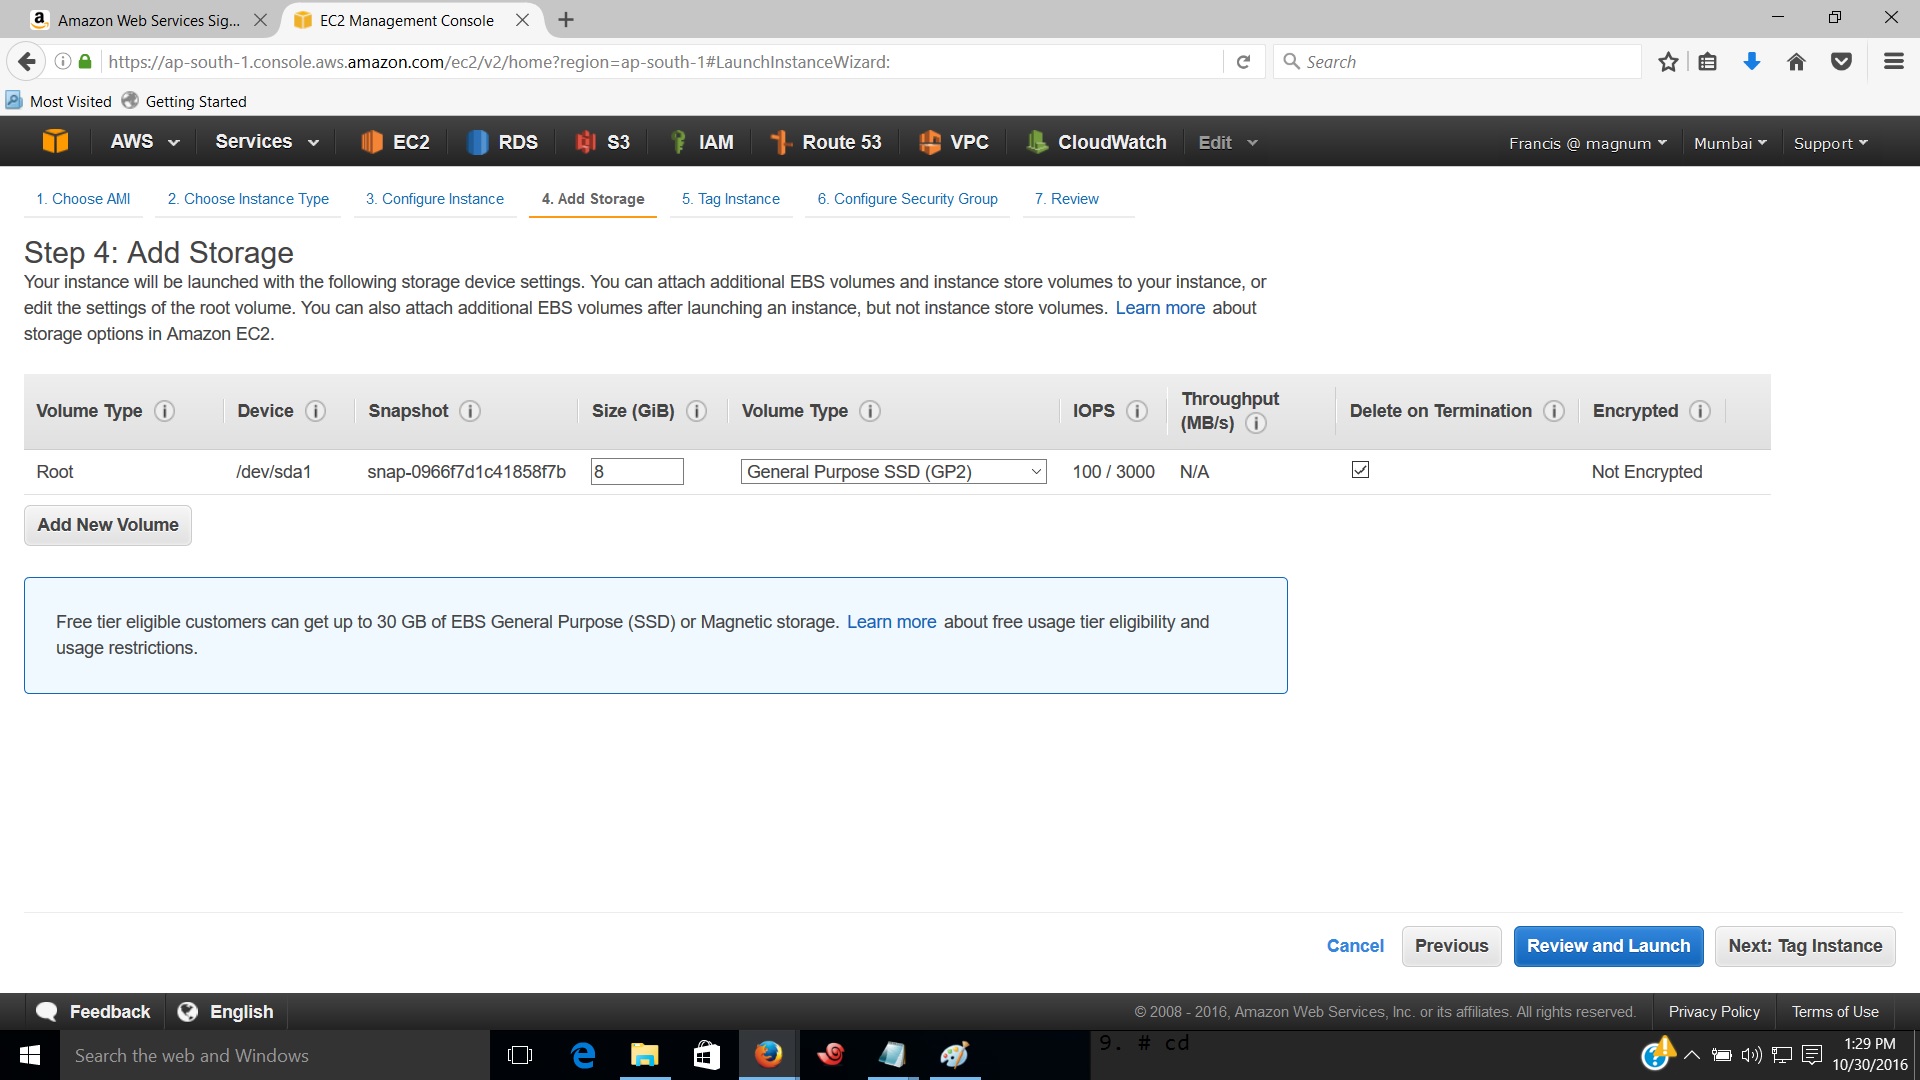 Amazon Web Services Sig...
EC2 Management Console
https://ap-south-1.console.aws.amazon.com/ec2/v2/home?region=ap-south-1#LaunchInstanceWizard:
Search
Most Visited
Getting Started
AWS
Services
EC2
RDS
S3
IAM
Route 53
VPC
CloudWatch
Edit
Francis @ magnum
Mumbai
Support
1. Choose AMI
2. Choose Instance Type
3. Configure Instance
4. Add Storage
5. Tag Instance
6. Configure Security Group
7. Review
Step 4: Add Storage
Your instance will be launched with the following storage device settings. You can attach additional EBS volumes and instance store volumes to your instance, or
edit the settings of the root volume. You can also attach additional EBS volumes after launching an instance, but not instance store volumes. Learn more about
storage options in Amazon EC2.
Volume Type
Device
Snapshot
Size (GiB)
Volume Type
IOPS
Throughput
(MB/s)
Delete on Termination
Encrypted
Root
/dev/sda1
snap-0966f7d1c41858f7b
8
General Purpose SSD (GP2)
100 / 3000
N/A
Not Encrypted
Add New Volume
Free tier eligible customers can get up to 30 GB of EBS General Purpose (SSD) or Magnetic storage. Learn more about free usage tier eligibility and
usage restrictions.
Cancel
Previous
Review and Launch
Next: Tag Instance
Feedback
English
© 2008 - 2016, Amazon Web Services, Inc. or its affiliates. All rights reserved.
Privacy Policy
Terms of Use
Search the web and Windows
9. # cd
1:29 PM
10/30/2016